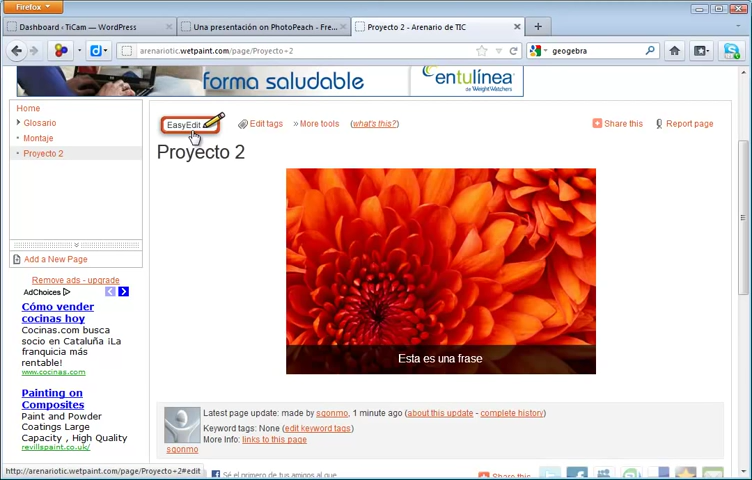 Firefox
Dashboard ‹ TiCam — WordPress
Una presentación on PhotoPeach - Fre...
Proyecto 2 - Arenario de TIC
arenariotic.wetpaint.com/page/Proyecto+2
geogebra
forma saludable
entulínea
de WeightWatchers
Home
Glosario
Montaje
Proyecto 2
Add a New Page
Remove ads - upgrade
AdChoices
Cómo vender
cocinas hoy
Cocinas.com busca
socio en Cataluña ¡La
franquicia más
rentable!
www.cocinas.com
Painting on
Composites
Paint and Powder
Coatings Large
Capacity , High Quality
revillspaint.co.uk/
EasyEdit
Edit tags
» More tools
(what's this?)
Share this
Report page
Proyecto 2
Esta es una frase
Latest page update: made by sgonmo, 1 minute ago (about this update - complete history)
Keyword tags: None (edit keyword tags)
More Info: links to this page
sgonmo
http://arenariotic.wetpaint.com/page/Proyecto+2#edit
Sé el primero de tus amigos al que
Share this